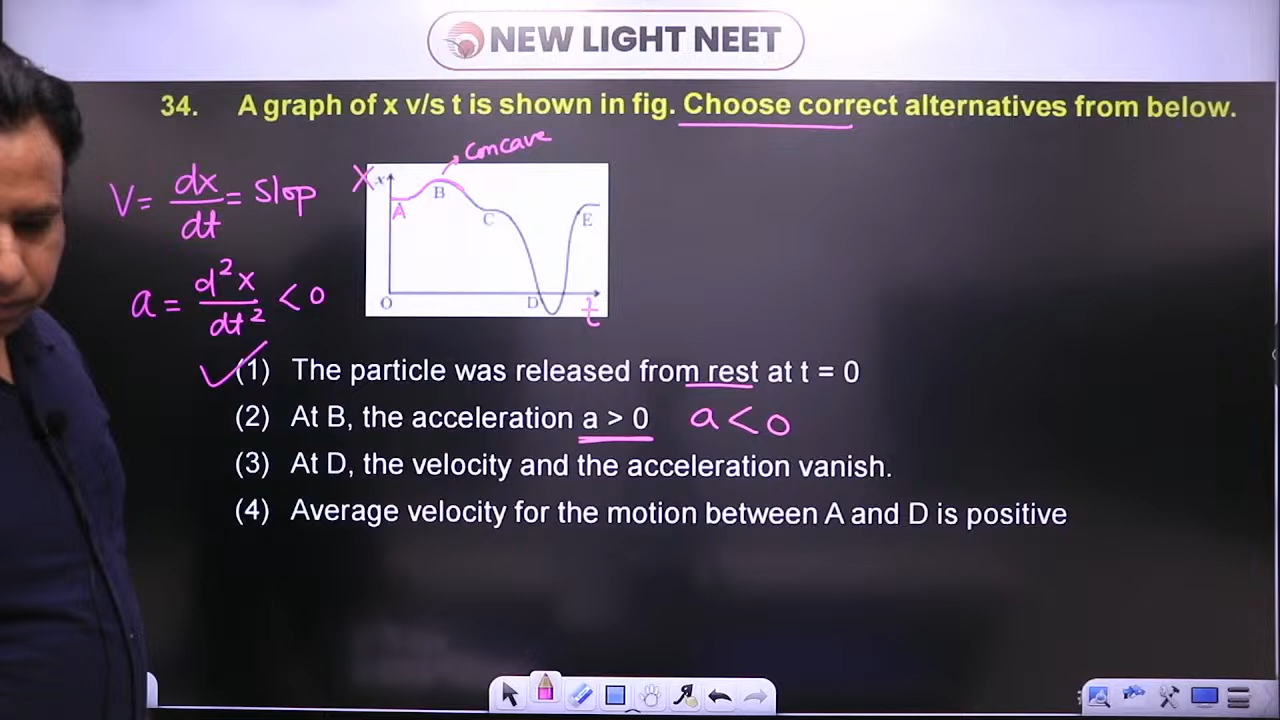 NEW LIGHT NEET
34. A graph of x v/s t is shown in fig. Choose correct alternatives from below.
concave
V = dx/dt = Slop
a = d²x/dt² < 0
X x
A B C D E
O t
(1) The particle was released from rest at t = 0
(2) At B, the acceleration a > 0 a < 0
(3) At D, the velocity and the acceleration vanish.
(4) Average velocity for the motion between A and D is positive